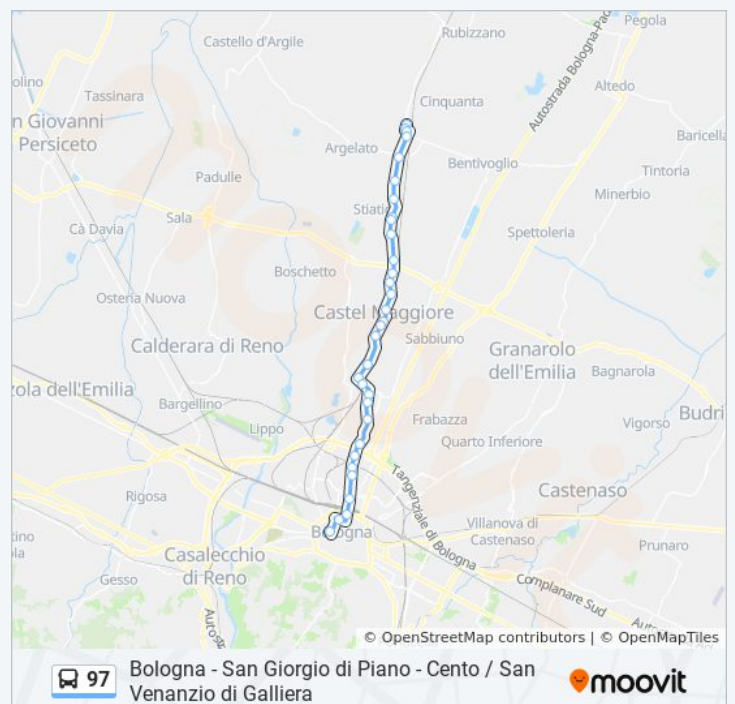 Pegola
Rubizzano
Castello d'Argile
Autostrada Bologna-Pad
olino
Tassinara
Altedo
Cinquanta
n Giovanni
Persiceto
Baricella
Argelato
Bentivoglio
Tintoria
Padulle
Minerbio
Stiatic
Sala
Cà Davia
Spettoleria
Boschetto
Osteria Nuova
Castel Maggiore
Sabbiuno
Calderara di Reno
Granarolo
dell'Emilia
Bagnarola
zola dell'Emilia
Bargellino
Budri
Frabazza
Vigorso
Lippo
Quarto Inferiore
Tangenziale di Bologna
Castenaso
Rigosa
Villanova di
Castenaso
Bologna
tino
ola
Prunaro
Casalecchio
di Reno
Gesso
Complanare Sud
Autos
Auto
© OpenStreetMap contributors | © OpenMapTiles
97
Bologna - San Giorgio di Piano - Cento / San
Venanzio di Galliera
moovit